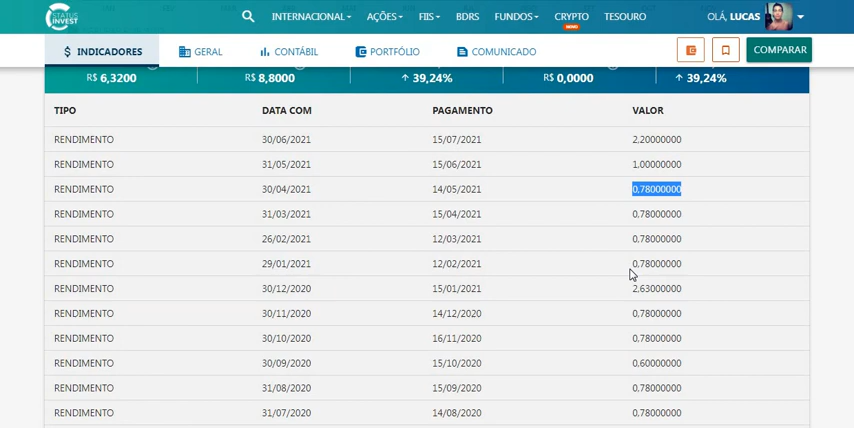 STATUS
INVEST
INTERNACIONAL
AÇÕES
FIIS
BDRS
FUNDOS
CRYPTO
NOVO
TESOURO
OLÁ, LUCAS
$ INDICADORES
GERAL
CONTÁBIL
PORTFÓLIO
COMUNICADO
COMPARAR
R$ 6,3200
R$ 8,8000
39,24%
R$ 0,0000
39,24%
TIPO DATA COM PAGAMENTO VALOR
RENDIMENTO 30/06/2021 15/07/2021 2,20000000
RENDIMENTO 31/05/2021 15/06/2021 1,00000000
RENDIMENTO 30/04/2021 14/05/2021 0,78000000
RENDIMENTO 31/03/2021 15/04/2021 0,78000000
RENDIMENTO 26/02/2021 12/03/2021 0,78000000
RENDIMENTO 29/01/2021 12/02/2021 0,78000000
RENDIMENTO 30/12/2020 15/01/2021 2,63000000
RENDIMENTO 30/11/2020 14/12/2020 0,78000000
RENDIMENTO 30/10/2020 16/11/2020 0,78000000
RENDIMENTO 30/09/2020 15/10/2020 0,60000000
RENDIMENTO 31/08/2020 15/09/2020 0,78000000
RENDIMENTO 31/07/2020 14/08/2020 0,78000000